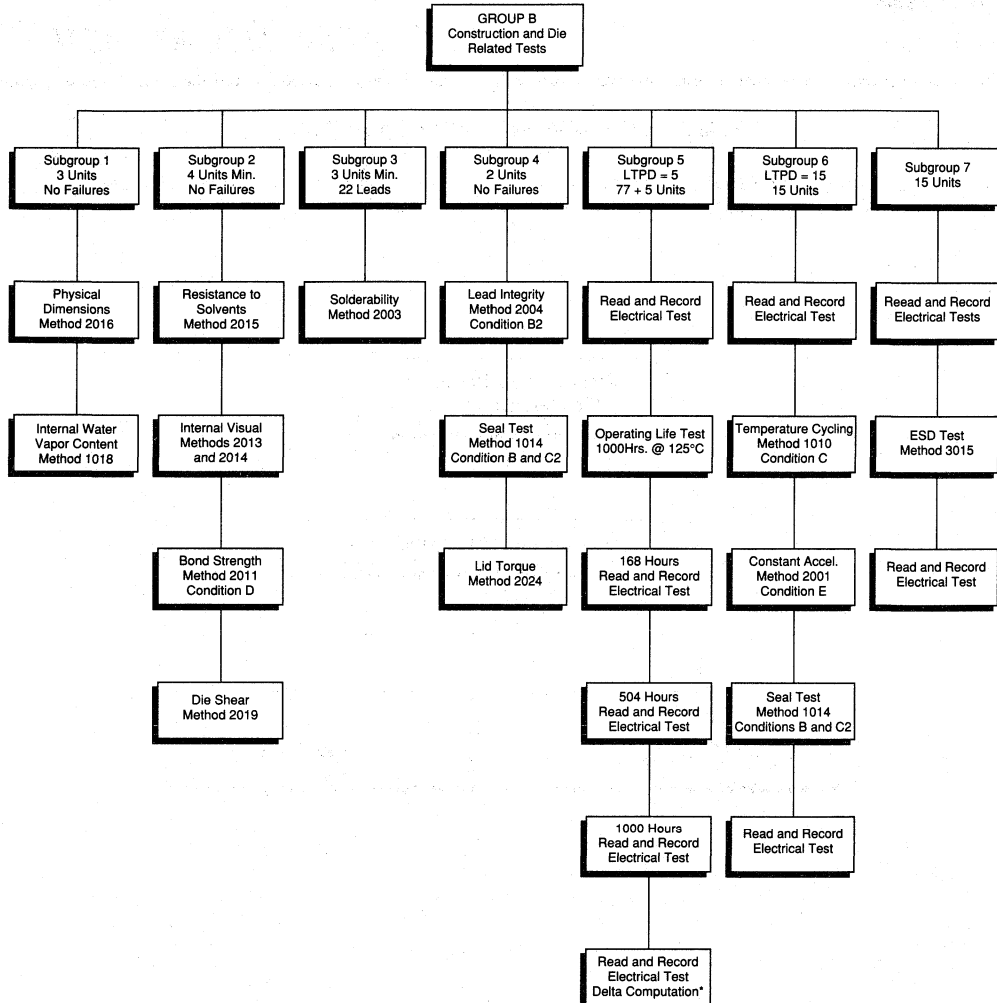 GROUP B
Construction and Die
Related Tests
Subgroup 1
3 Units
No Failures
Subgroup 2
4 Units Min.
No Failures
Subgroup 3
3 Units Min.
22 Leads
Subgroup 4
2 Units
No Failures
Subgroup 5
LTPD = 5
77 + 5 Units
Subgroup 6
LTPD = 15
15 Units
Subgroup 7
15 Units
Physical
Dimensions
Method 2016
Resistance to
Solvents
Method 2015
Solderability
Method 2003
Lead Integrity
Method 2004
Condition B2
Read and Record
Electrical Test
Read and Record
Electrical Test
Reead and Record
Electrical Tests
Internal Water
Vapor Content
Method 1018
Internal Visual
Methods 2013
and 2014
Seal Test
Method 1014
Condition B and C2
Operating Life Test
1000Hrs. @ 125°C
Temperature Cycling
Method 1010
Condition C
ESD Test
Method 3015
Bond Strength
Method 2011
Condition D
Lid Torque
Method 2024
168 Hours
Read and Record
Electrical Test
Constant Accel.
Method 2001
Condition E
Read and Record
Electrical Test
Die Shear
Method 2019
504 Hours
Read and Record
Electrical Test
Seal Test
Method 1014
Conditions B and C2
1000 Hours
Read and Record
Electrical Test
Read and Record
Electrical Test
Read and Record
Electrical Test
Delta Computation*